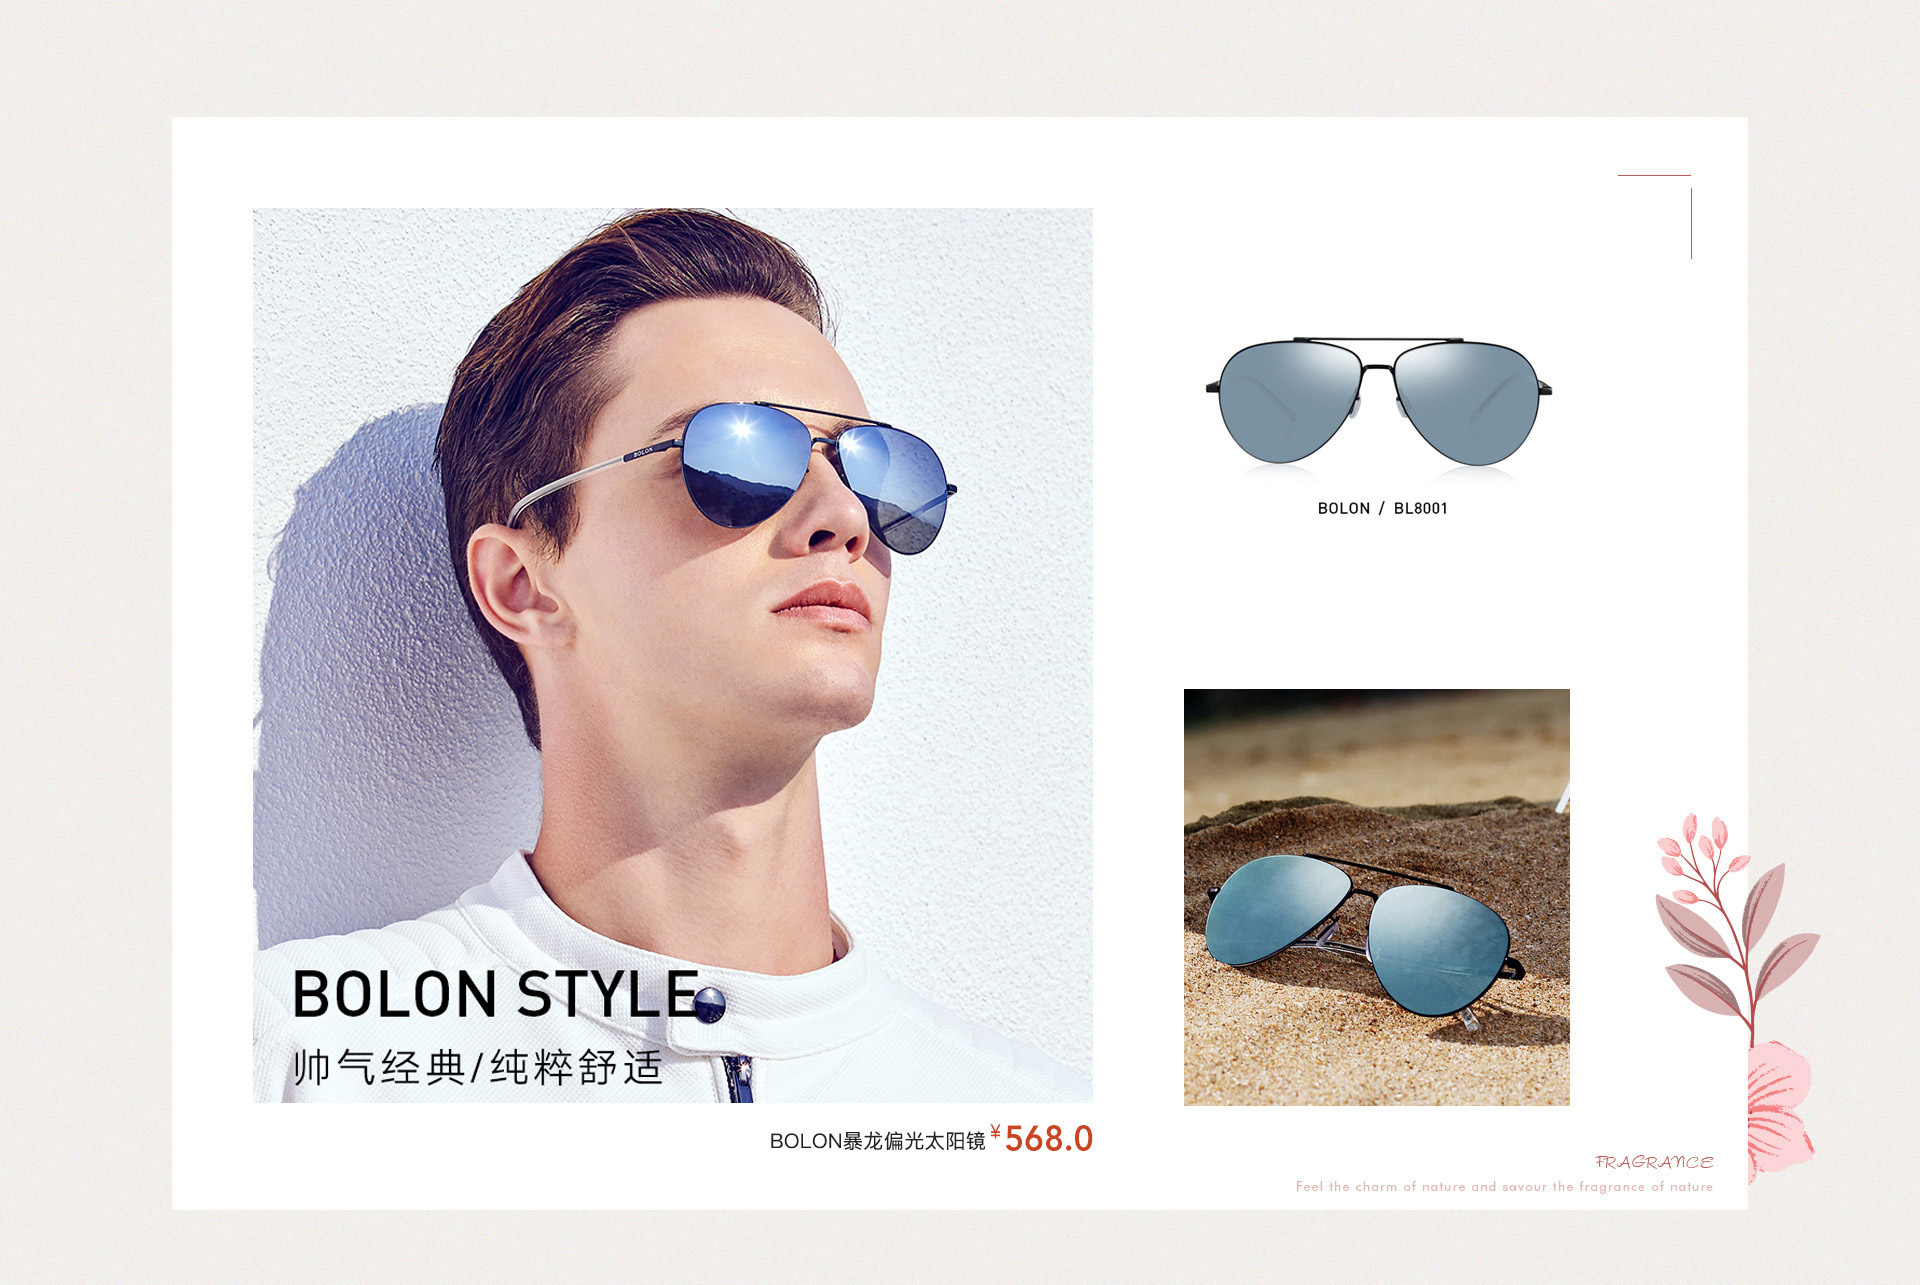 BOLON
BOLON STYLE
帅气经典/纯粹舒适
BOLON暴龙偏光太阳镜 ¥568.0
BOLON / BL8001
FRAGRANCE
Feel the charm of nature and savour the fragrance of nature